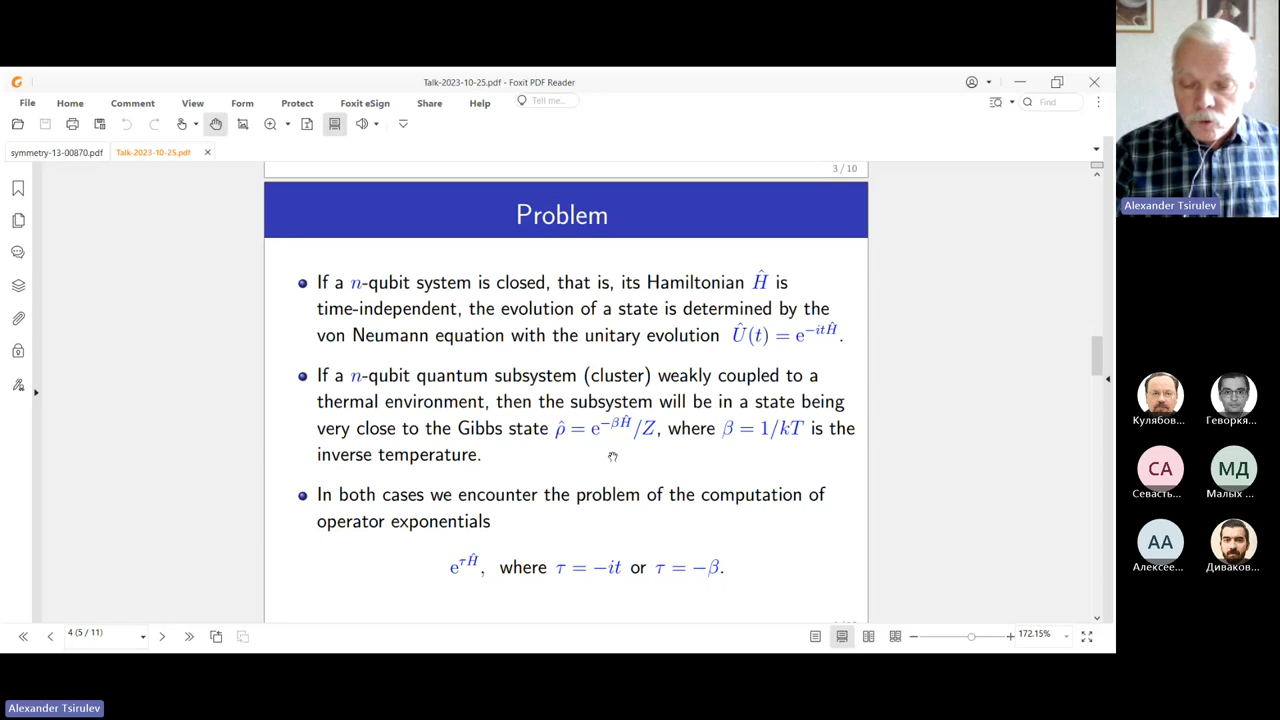 Talk-2023-10-25.pdf - Foxit PDF Reader
File Home Comment View Form Protect Foxit eSign Share Help Tell me...
Find
symmetry-13-00870.pdf Talk-2023-10-25.pdf
3 / 10
Problem
If a n-qubit system is closed, that is, its Hamiltonian Ĥ is
time-independent, the evolution of a state is determined by the
von Neumann equation with the unitary evolution Û(t) = e^{−itĤ}.
If a n-qubit quantum subsystem (cluster) weakly coupled to a
thermal environment, then the subsystem will be in a state being
very close to the Gibbs state ρ̂ = e^{−βĤ}/Z, where β = 1/kT is the
inverse temperature.
In both cases we encounter the problem of the computation of
operator exponentials
e^{τĤ}, where τ = −it or τ = −β.
4 (5 / 11)
172.15%
Alexander Tsirulev
Кулябов... Геворкя...
СА МД
Севасть... Малых ...
АА
Алексее... Диваков...
Alexander Tsirulev